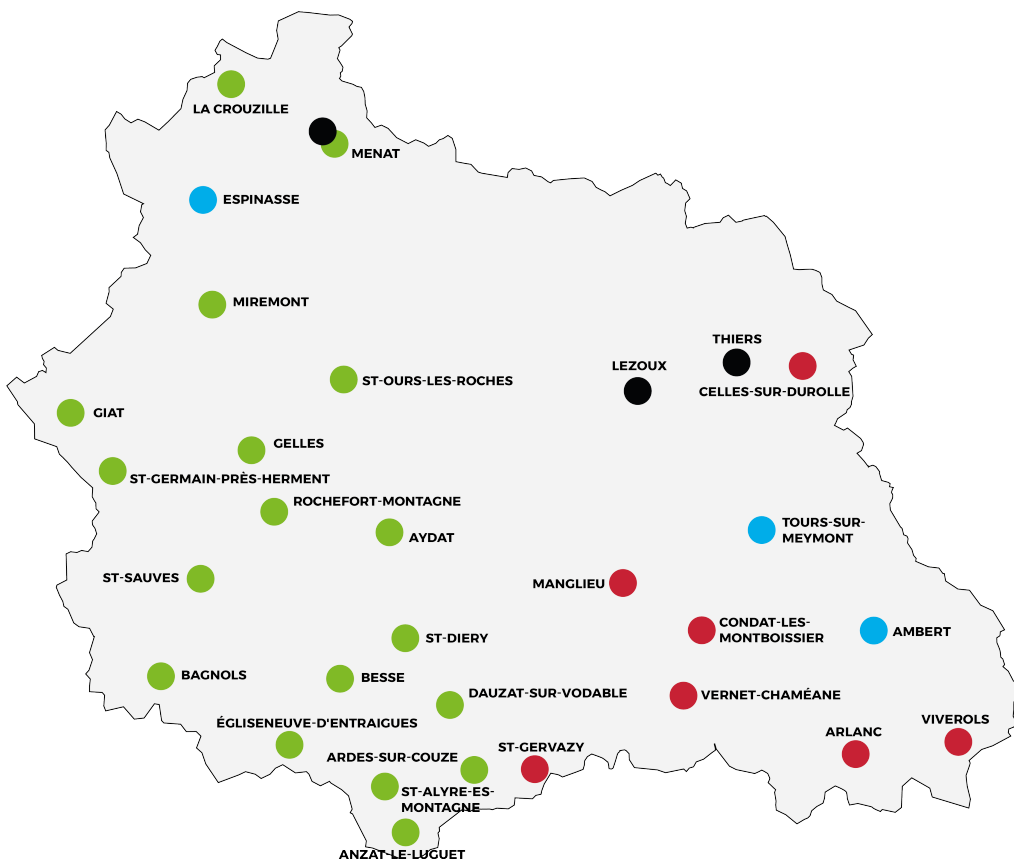 LA CROUZILLE
MENAT
ESPINASSE
MIREMONT
THIERS
LEZOUX
ST-OURS-LES-ROCHES
CELLES-SUR-DUROLLE
GIAT
GELLES
ST-GERMAIN-PRÈS-HERMENT
ROCHEFORT-MONTAGNE
TOURS-SUR-
MEYMONT
AYDAT
ST-SAUVES
MANGLIEU
CONDAT-LES-
MONTBOISSIER
AMBERT
ST-DIERY
BAGNOLS
BESSE
DAUZAT-SUR-VODABLE
VERNET-CHAMÉANE
ÉGLISENEUVE-D'ENTRAIGUES
VIVEROLS
ARLANC
ST-GERVAZY
ARDES-SUR-COUZE
ST-ALYRE-ES-
MONTAGNE
ANZAT-LE-LUGUET